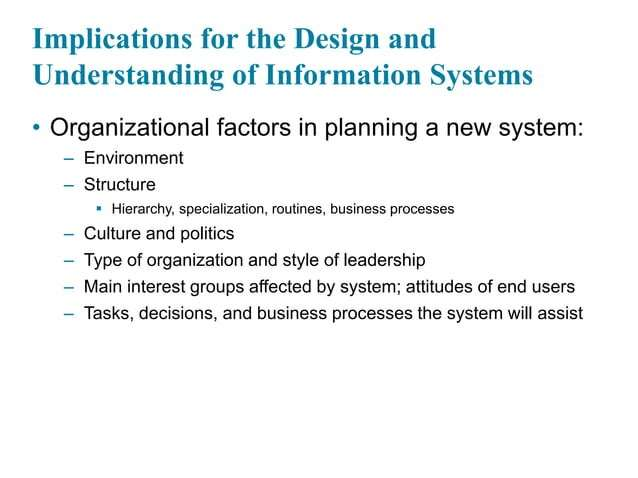 Implications for the Design and
Understanding of Information Systems
• Organizational factors in planning a new system:
– Environment
– Structure
▪ Hierarchy, specialization, routines, business processes
– Culture and politics
– Type of organization and style of leadership
– Main interest groups affected by system; attitudes of end users
– Tasks, decisions, and business processes the system will assist